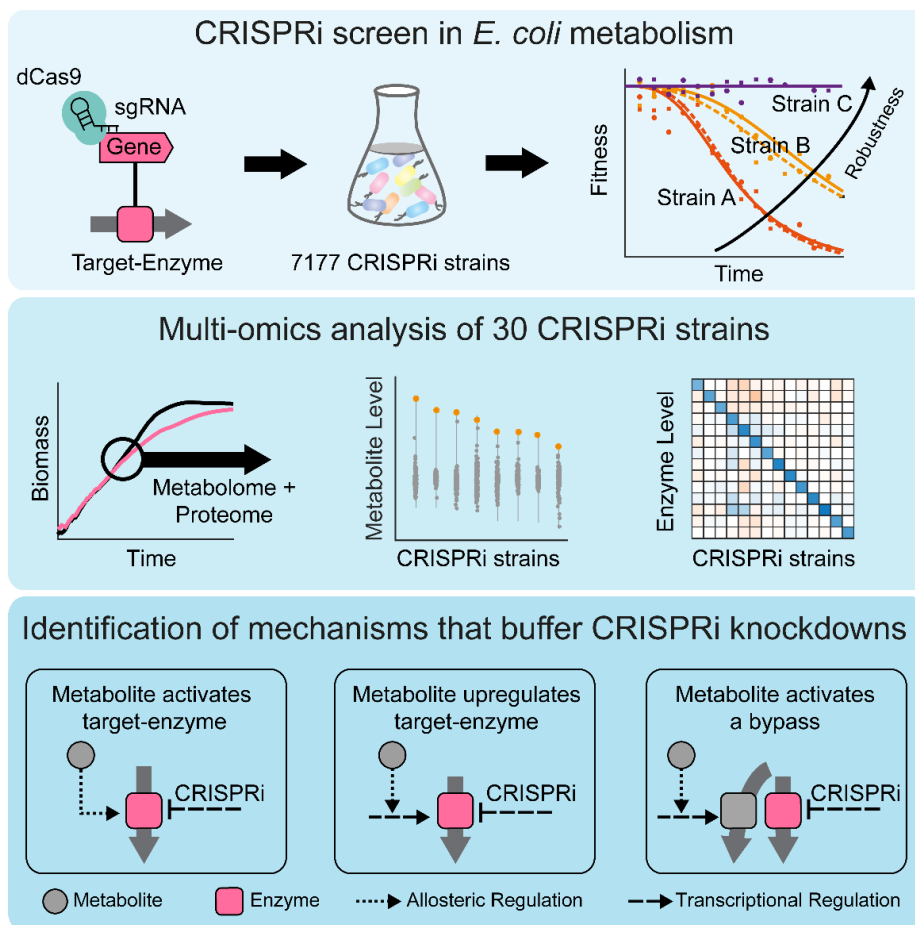 CRISPRi screen in E. coli metabolism
dCas9
sgRNA
Gene
Target-Enzyme
7177 CRISPRi strains
Fitness
Strain C
Strain B
Strain A
Robustness
Time
Multi-omics analysis of 30 CRISPRi strains
Biomass
Metabolome +
Proteome
Time
Metabolite Level
CRISPRi strains
Enzyme Level
CRISPRi strains
Identification of mechanisms that buffer CRISPRi knockdowns
Metabolite activates
target-enzyme
CRISPRi
Metabolite upregulates
target-enzyme
CRISPRi
Metabolite activates
a bypass
CRISPRi
Metabolite
Enzyme
Allosteric Regulation
Transcriptional Regulation